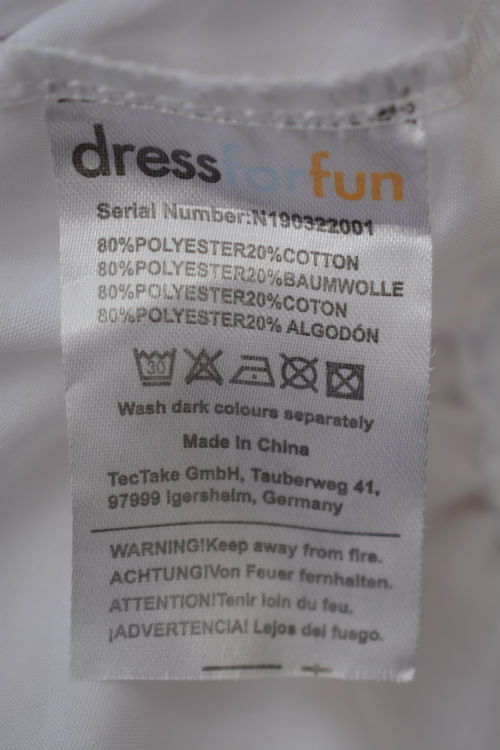 dressforfun
Serial Number:N190322001
80%POLYESTER20%COTTON
80%POLYESTER20%BAUMWOLLE
80%POLYESTER20%COTON
80%POLYESTER20% ALGODÓN
30
Wash dark colours separately
Made in China
TecTake GmbH, Tauberweg 41,
97999 Igersheim, Germany
WARNING!Keep away from fire.
ACHTUNG!Von Feuer fernhalten.
ATTENTION!Tenir loin du feu.
¡ADVERTENCIA! Lejos del fuego.